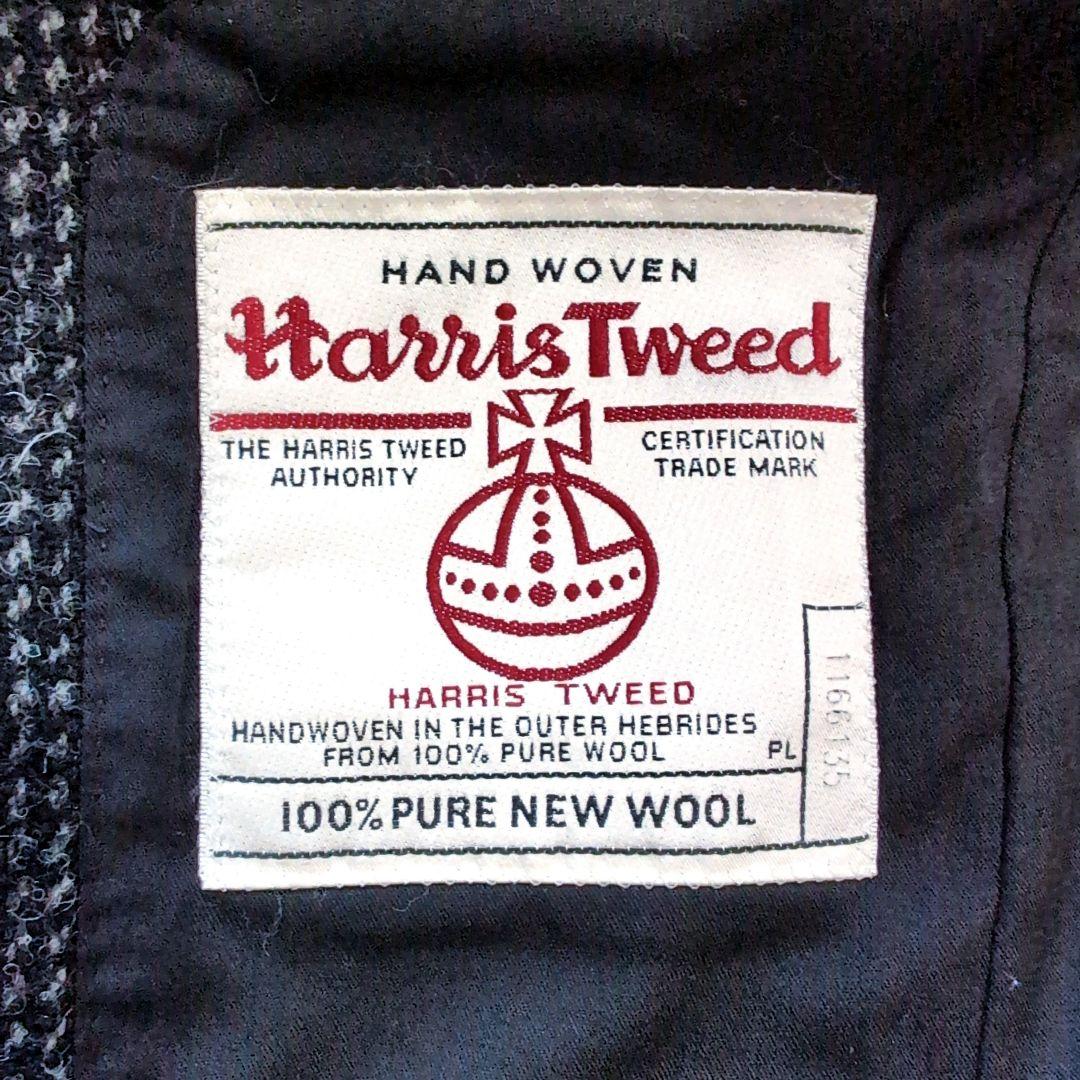 HAND WOVEN
Harris Tweed
THE HARRIS TWEED
AUTHORITY
CERTIFICATION
TRADE MARK
HARRIS TWEED
HANDWOVEN IN THE OUTER HEBRIDES
FROM 100% PURE WOOL
PL
100% PURE NEW WOOL
1166135